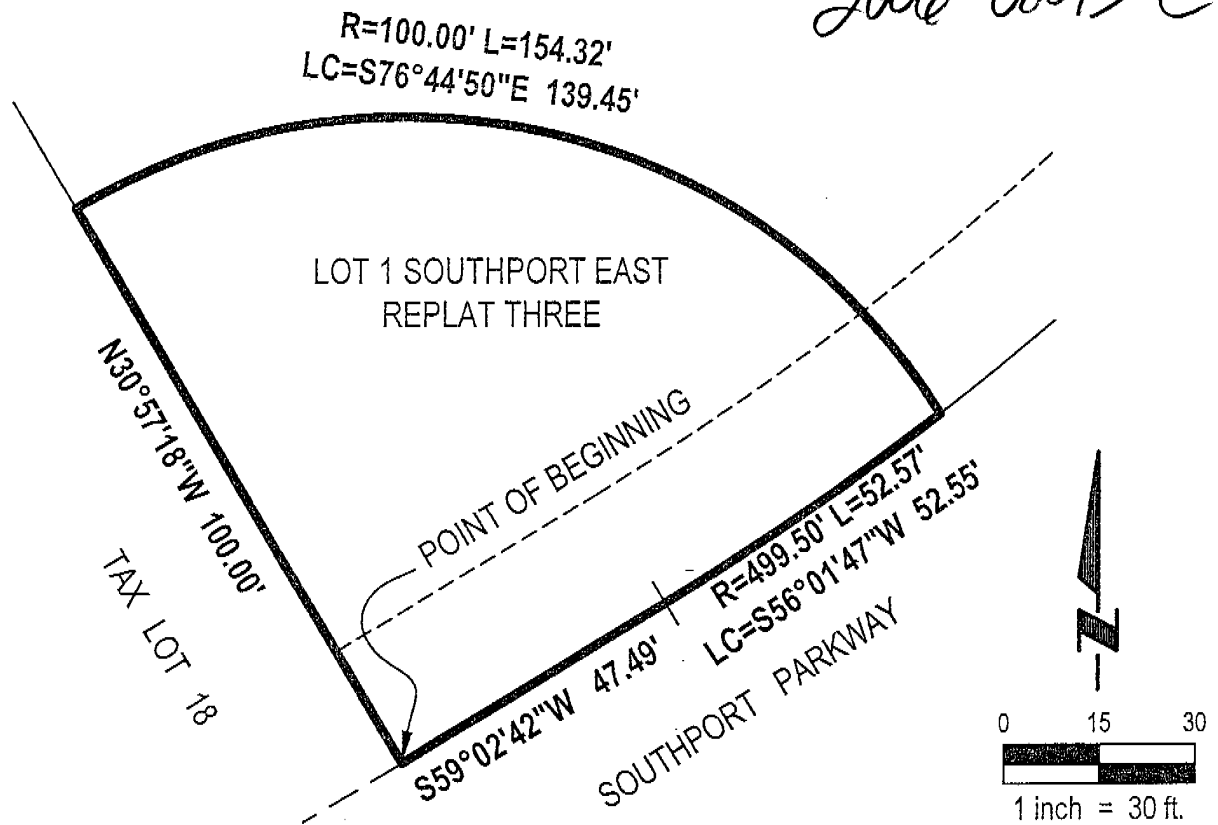 R=100.00' L=154.32'
LC=S76°44'50"E 139.45'
LOT 1 SOUTHPORT EAST
REPLAT THREE
N30°57'18"W 100.00'
POINT OF BEGINNING
TAX LOT 18
R=499.50' L=52.57'
LC=S56°01'47"W 52.55'
S59°02'42"W 47.49'
SOUTHPORT PARKWAY
N
0 15 30
1 inch = 30 ft.